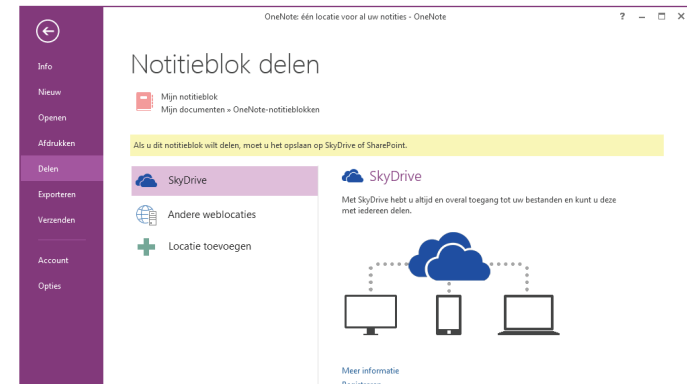 OneNote: één locatie voor al uw notities - OneNote
?
Info
Nieuw
Openen
Afdrukken
Delen
Exporteren
Verzenden
Account
Opties
Notitieblok delen
Mijn notitieblok
Mijn documenten » OneNote-notitieblokken
Als u dit notitieblok wilt delen, moet u het opslaan op SkyDrive of SharePoint.
SkyDrive
Andere weblocaties
Locatie toevoegen
SkyDrive
Met SkyDrive hebt u altijd en overal toegang tot uw bestanden en kunt u deze
met iedereen delen.
Meer informatie
Registreren